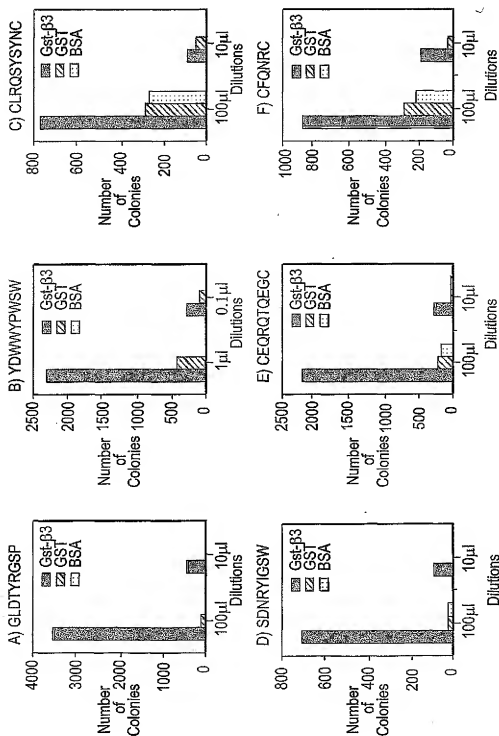 A) GLDTYRGSP
Number
of
Colonies
4000
3000
2000
1000
0
Gst-β3
GST
BSA
100µl 10µl
Dilutions
B) YDWWYPWSW
Number
of
Colonies
2500
2000
1500
1000
500
0
Gst-β3
GST
1µl 0.1µl
Dilutions
C) CLRQSYSYNC
Number
of
Colonies
800
600
400
200
0
Gst-β3
GST
BSA
100µl 10µl
Dilutions
D) SDNRYIGSW
Number
of
Colonies
800
600
400
200
0
Gst-β3
GST
BSA
100µl 10µl
Dilutions
E) CEQRQTQEGC
Number
of
Colonies
2500
2000
1500
1000
500
0
Gst-β3
GST
BSA
100µl 10µl
Dilutions
F) CFQNRC
Number
of
Colonies
1000
800
600
400
200
0
Gst-β3
GST
BSA
100µl 10µl
Dilutions